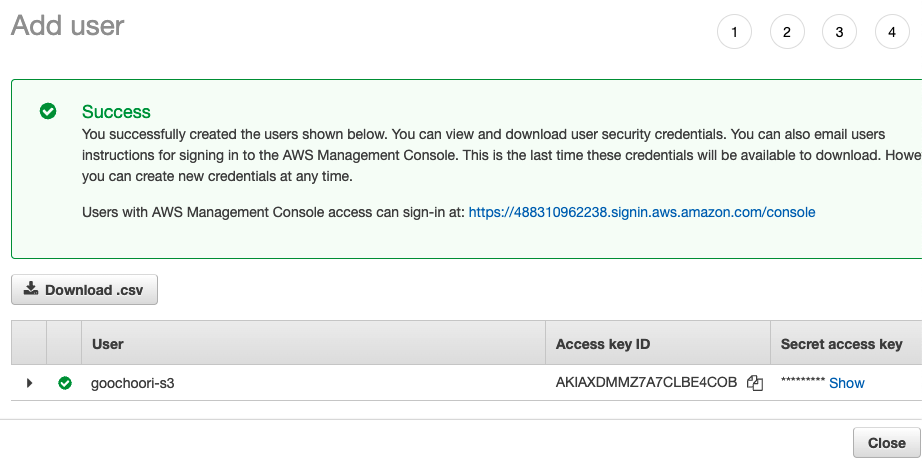 Add user
1 2 3 4
Success
You successfully created the users shown below. You can view and download user security credentials. You can also email users
instructions for signing in to the AWS Management Console. This is the last time these credentials will be available to download. Howe
you can create new credentials at any time.
Users with AWS Management Console access can sign-in at: https://488310962238.signin.aws.amazon.com/console
Download .csv
User Access key ID Secret access key
goochoori-s3 AKIAXDMMZ7A7CLBE4COB ********* Show
Close